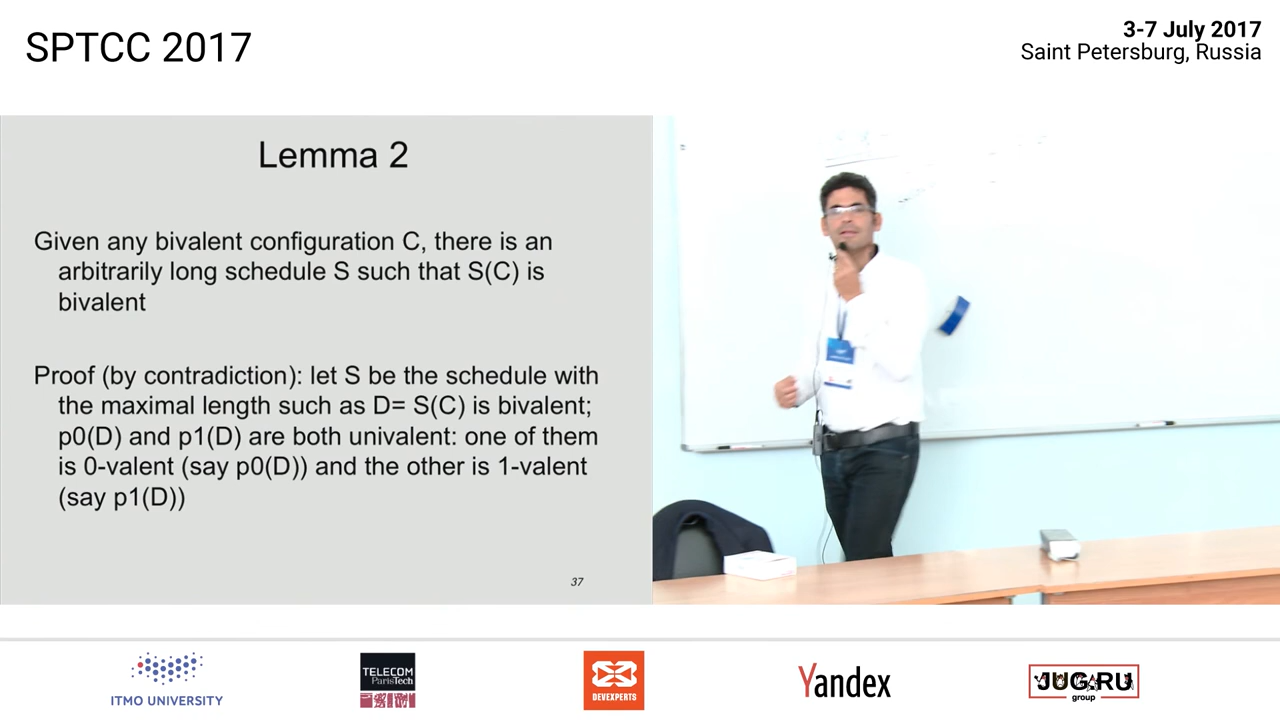 SPTCC 2017
3-7 July 2017
Saint Petersburg, Russia
Lemma 2
Given any bivalent configuration C, there is an
arbitrarily long schedule S such that S(C) is
bivalent
Proof (by contradiction): let S be the schedule with
the maximal length such as D= S(C) is bivalent;
p0(D) and p1(D) are both univalent: one of them
is 0-valent (say p0(D)) and the other is 1-valent
(say p1(D))
37
ITMO UNIVERSITY
TELECOM
ParisTech
DEVEXPERTS
Yandex
JUG.RU
group